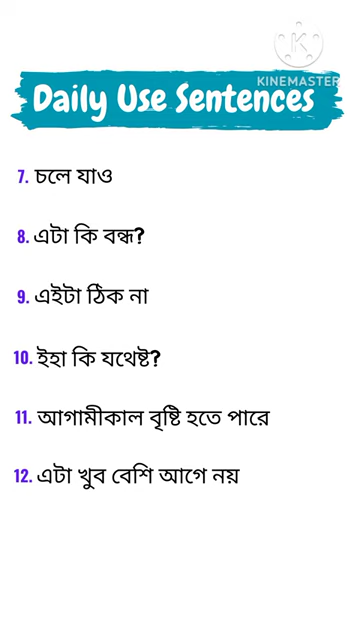 KINEMASTER
Daily Use Sentences
7. চলে যাও
8. এটা কি বন্ধ?
9. এইটা ঠিক না
10. ইহা কি যথেষ্ট?
11. আগামীকাল বৃষ্টি হতে পারে
12. এটা খুব বেশি আগে নয়